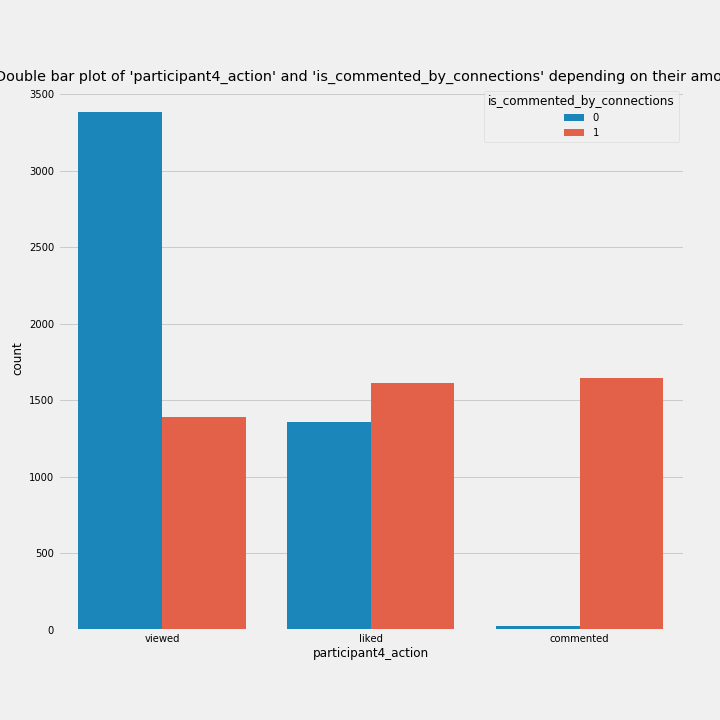 Double bar plot of 'participant4_action' and 'is_commented_by_connections' depending on their
is_commented_by_connections
0
1
3500
3000
2500
2000
1500
1000
500
0
count
viewed liked commented
participant4_action